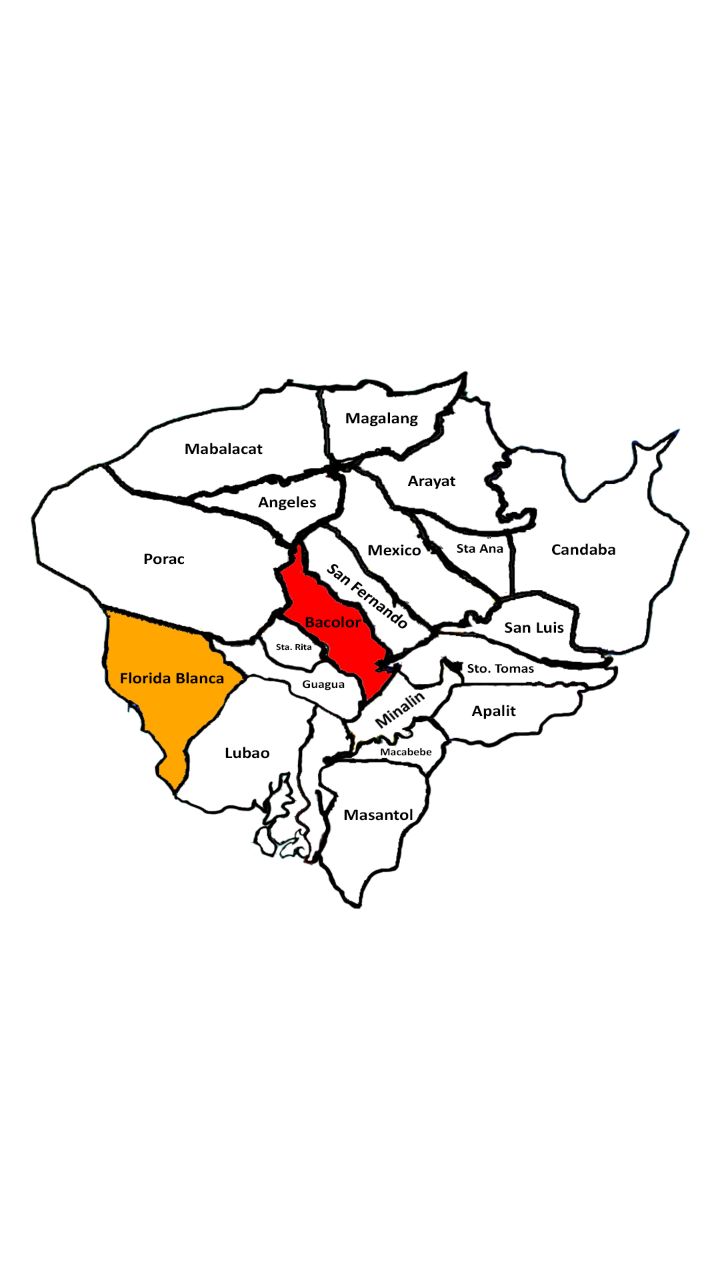 Magalang
Mabalacat
Arayat
Angeles
Mexico
Sta Ana
Candaba
Porac
San Fernando
Bacolor
San Luis
Sta. Rita
Sto. Tomas
Florida Blanca
Guagua
Minalin
Apalit
Lubao
Macabebe
Masantol